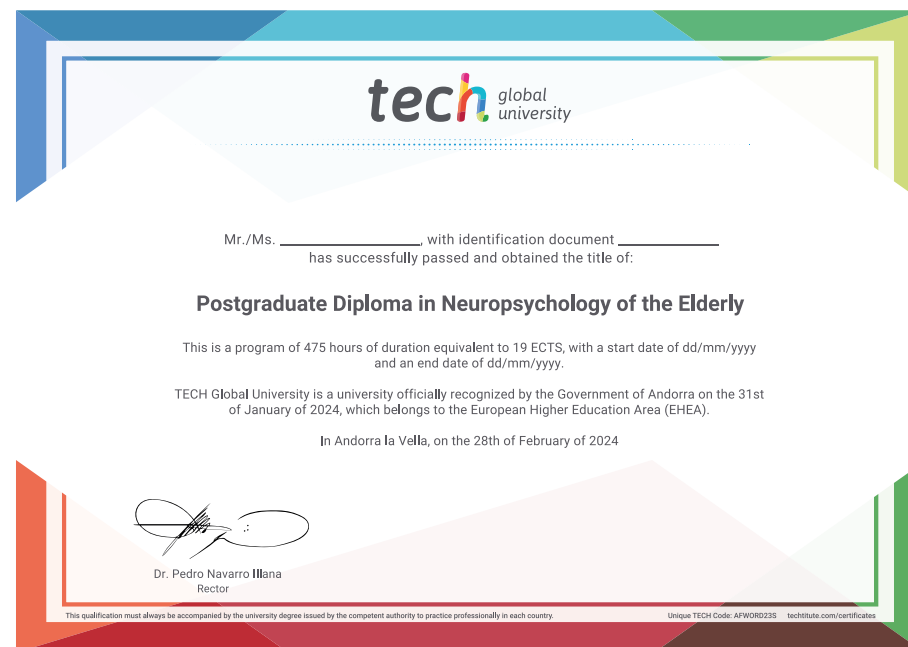 tech global university
Mr./Ms. ____________________, with identification document ______________
has successfully passed and obtained the title of:
Postgraduate Diploma in Neuropsychology of the Elderly
This is a program of 475 hours of duration equivalent to 19 ECTS, with a start date of dd/mm/yyyy
and an end date of dd/mm/yyyy.
TECH Global University is a university officially recognized by the Government of Andorra on the 31st
of January of 2024, which belongs to the European Higher Education Area (EHEA).
In Andorra la Vella, on the 28th of February of 2024
Dr. Pedro Navarro Illana
Rector
This qualification must always be accompanied by the university degree issued by the competent authority to practice professionally in each country.
Unique TECH Code: AFWORD23S techtitute.com/certificates